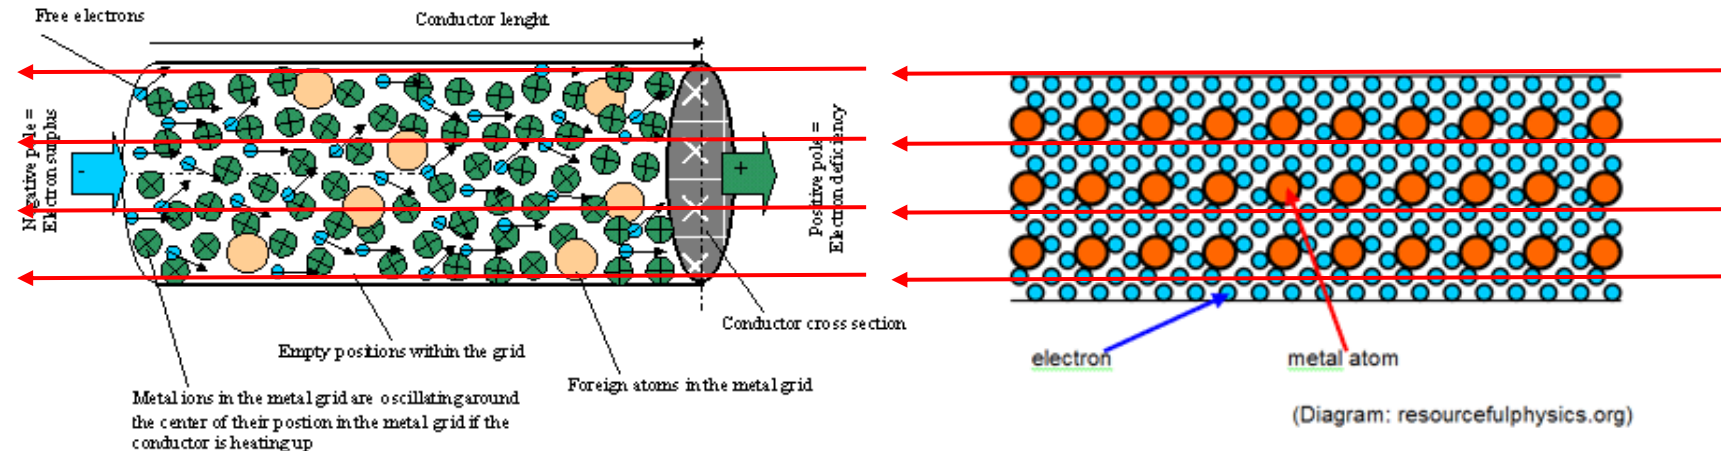 Free electrons
Conductor lenght
Negative pole =
Electron surplus
-
+
Positive pole =
Electron deficiency
Conductor cross section
Empty positions within the grid
Foreign atoms in the metal grid
Metal ions in the metal grid are oscillating around
the center of their postion in the metal grid if the
conductor is heating up
electron
metal atom
(Diagram: resourcefulphysics.org)